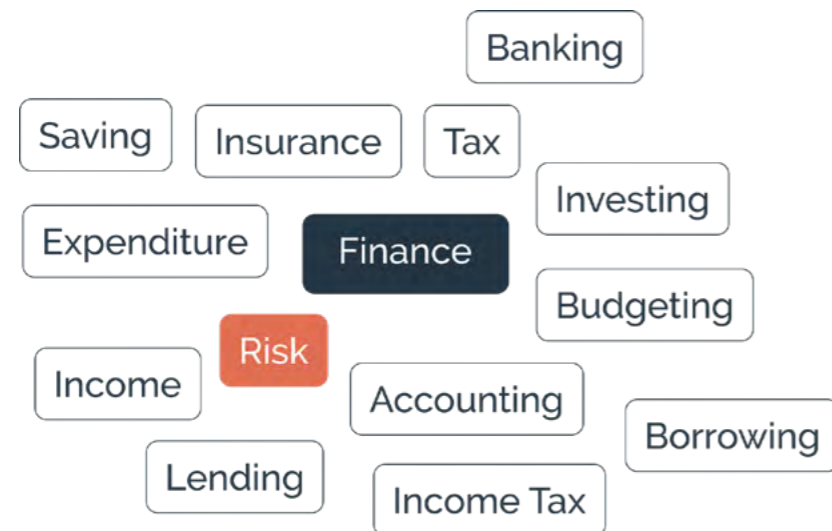 Banking
Saving
Insurance
Tax
Investing
Expenditure
Finance
Budgeting
Risk
Income
Accounting
Borrowing
Lending
Income Tax